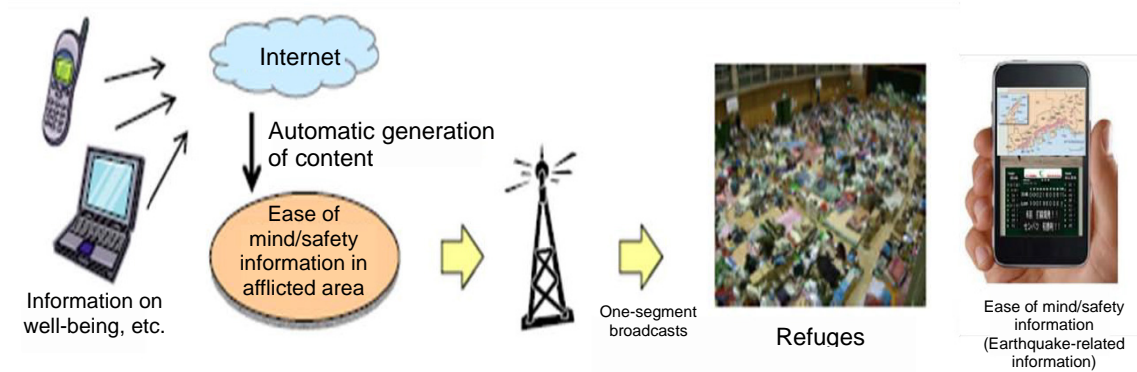 Internet
Automatic generation
of content
Ease of
mind/safety
information in
afflicted area
Information on
well-being, etc.
One-segment
broadcasts
Refuges
Ease of mind/safety
information
(Earthquake-related
information)